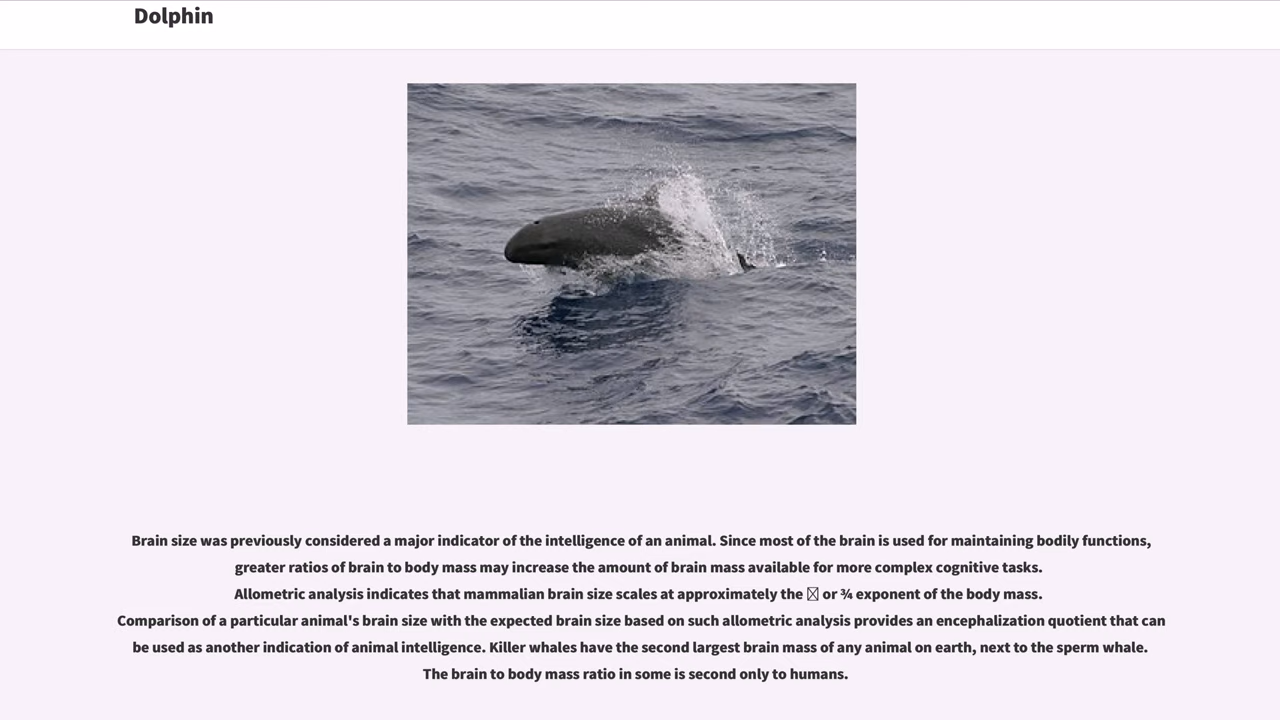 Dolphin
Brain size was previously considered a major indicator of the intelligence of an animal. Since most of the brain is used for maintaining bodily functions,
greater ratios of brain to body mass may increase the amount of brain mass available for more complex cognitive tasks.
Allometric analysis indicates that mammalian brain size scales at approximately the or ¾ exponent of the body mass.
Comparison of a particular animal's brain size with the expected brain size based on such allometric analysis provides an encephalization quotient that can
be used as another indication of animal intelligence. Killer whales have the second largest brain mass of any animal on earth, next to the sperm whale.
The brain to body mass ratio in some is second only to humans.